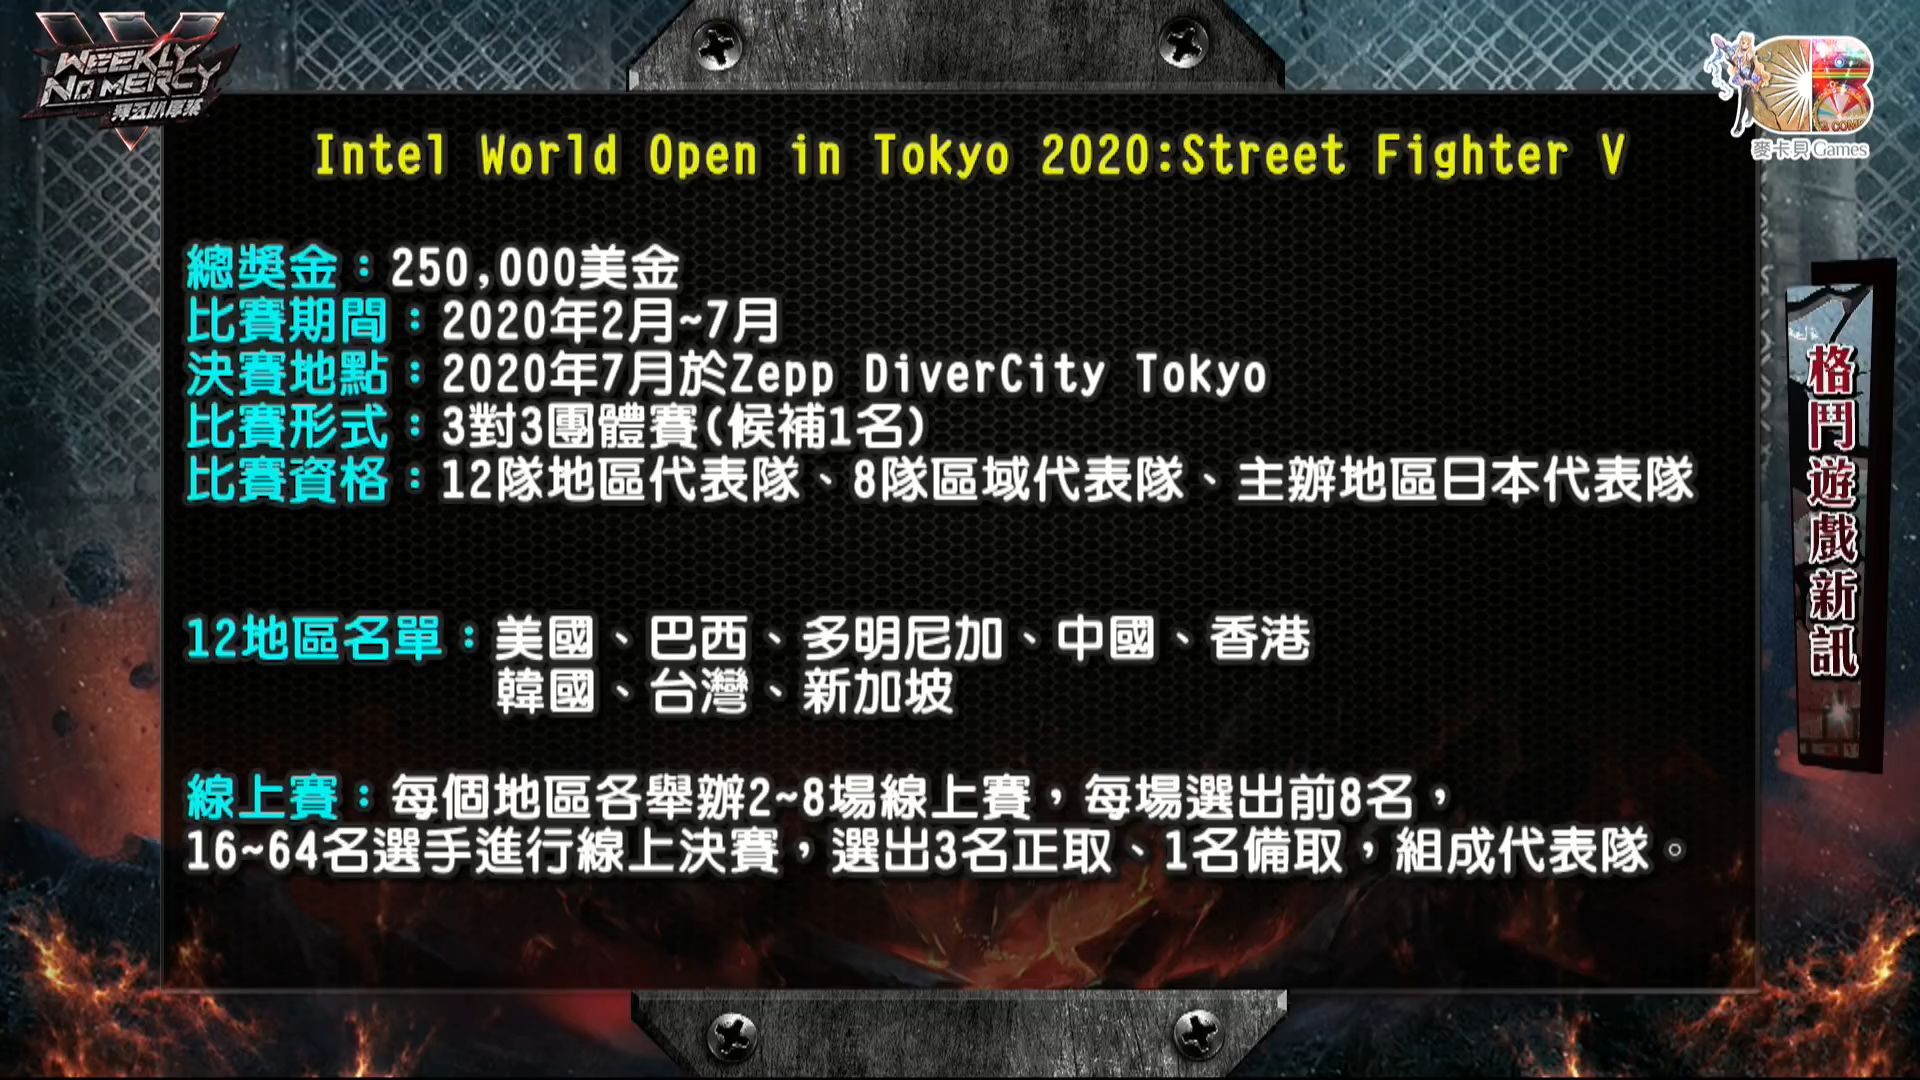 WEEKLY
NO MERCY
拜五趴厚紮
麥卡貝Games
Intel World Open in Tokyo 2020:Street Fighter V
總獎金：250,000美金
比賽期間：2020年2月~7月
決賽地點：2020年7月於Zepp DiverCity Tokyo
比賽形式：3對3團體賽(候補1名)
比賽資格：12隊地區代表隊、8隊區域代表隊、主辦地區日本代表隊
12地區名單：美國、巴西、多明尼加、中國、香港
韓國、台灣、新加坡
線上賽：每個地區各舉辦2~8場線上賽，每場選出前8名，
16~64名選手進行線上決賽，選出3名正取、1名備取，組成代表隊。
格鬥遊戲新訊